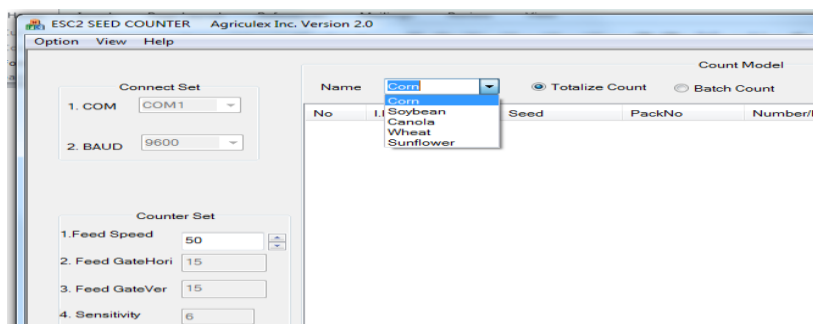 ESC2 SEED COUNTER Agriculex Inc. Version 2.0
Option View Help
Count Model
Connect Set
Name Corn Totalize Count Batch Count
1. COM COM1
Corn
No Seed PackNo
Soybean
Canola
Wheat
Sunflower
2. BAUD 9600
Counter Set
1.Feed Speed 50
2. Feed GateHori 15
3. Feed GateVer 15
4. Sensitivity 6